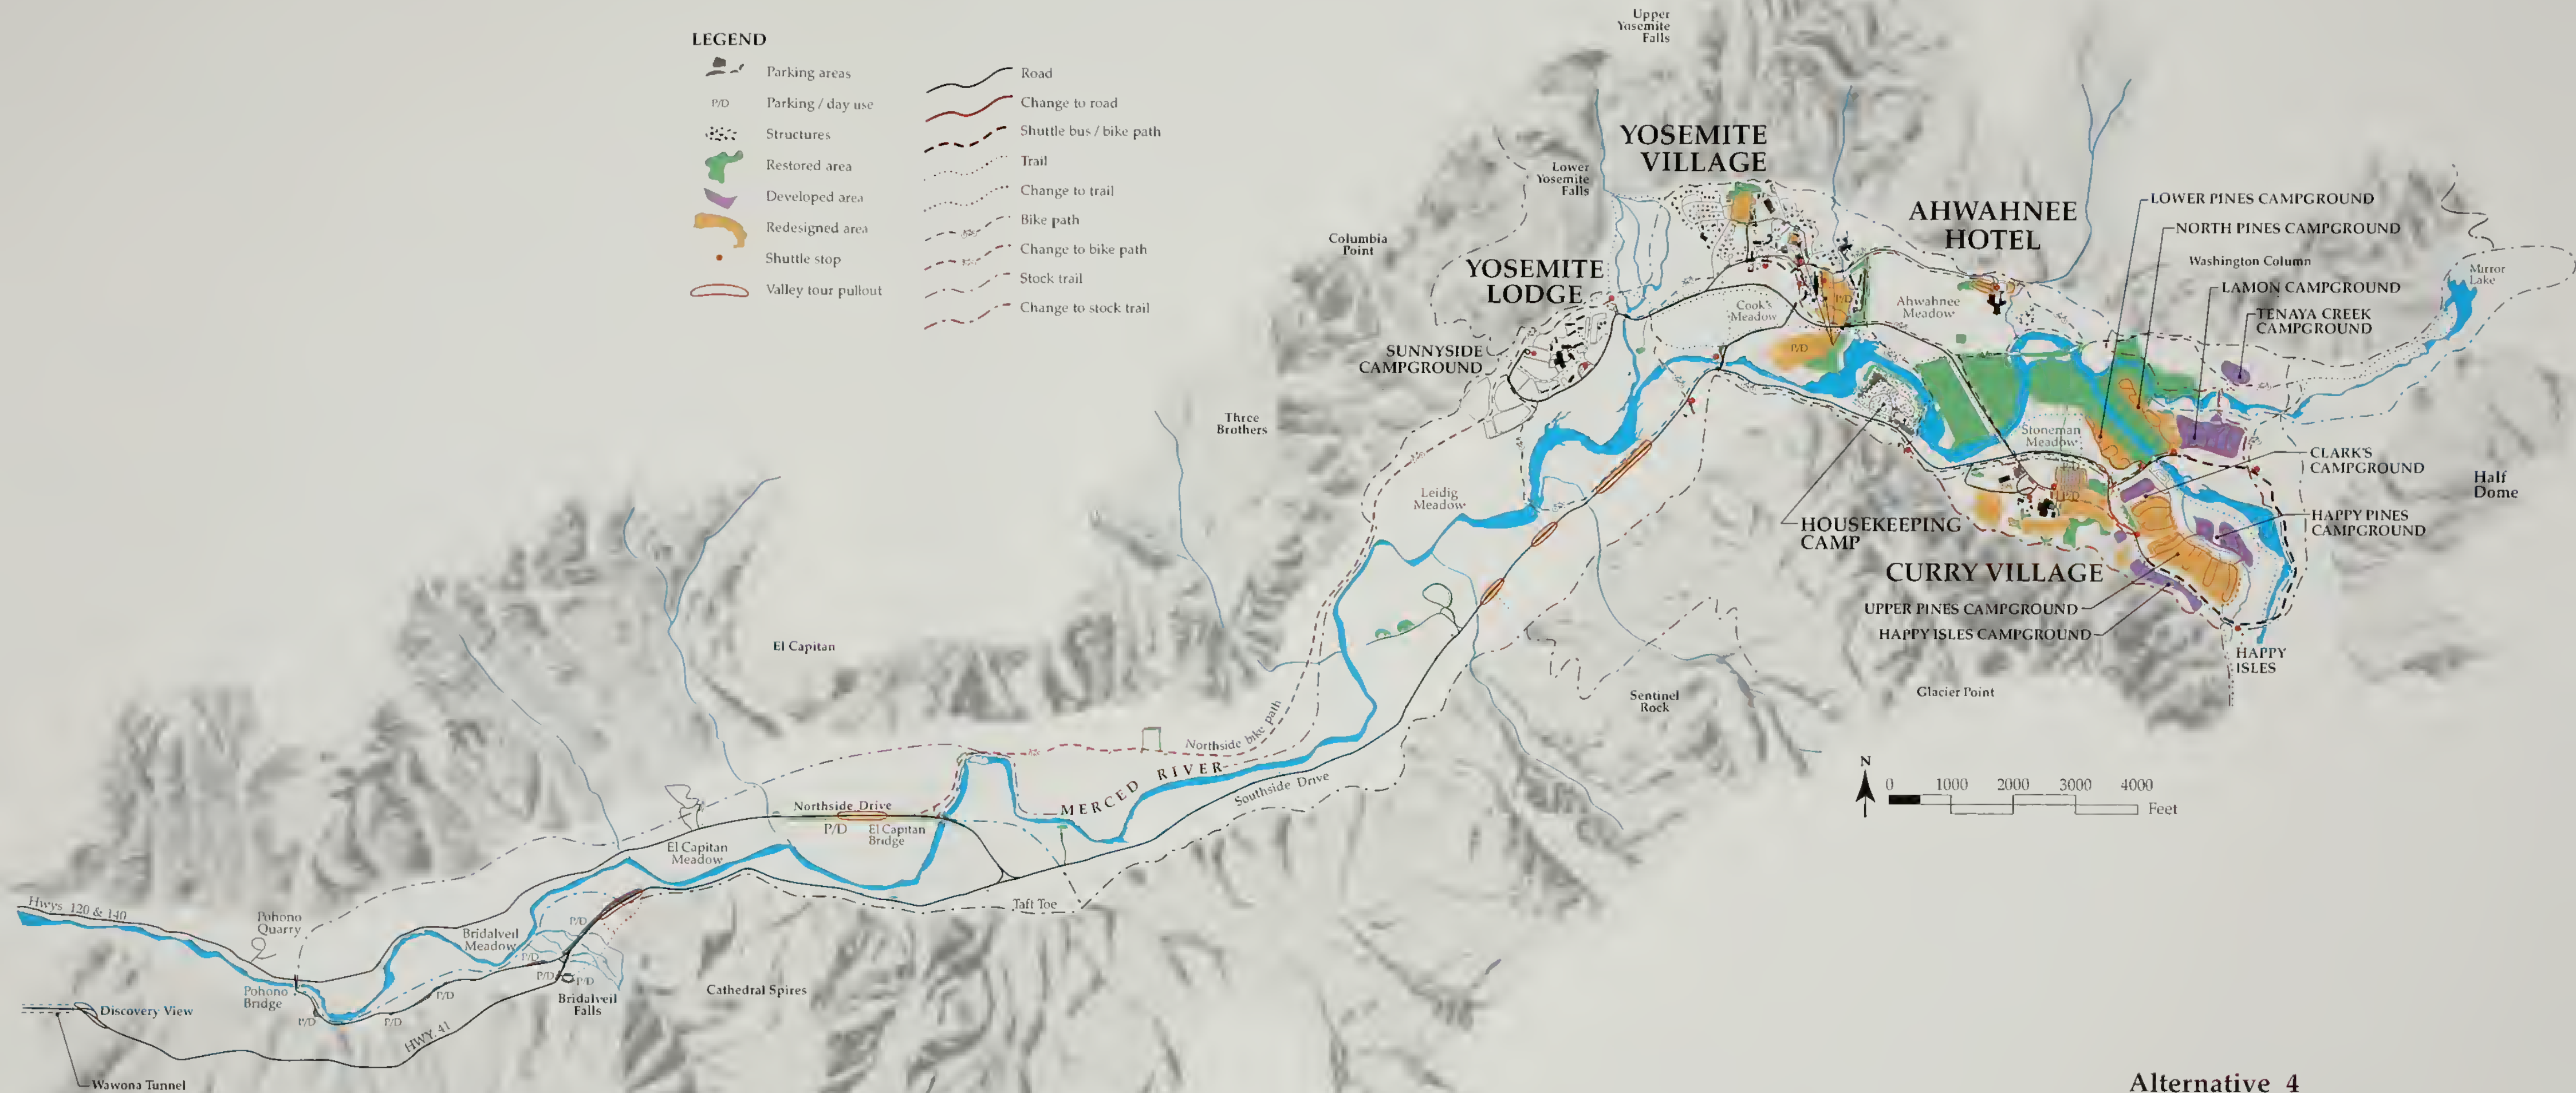 LEGEND
Parking areas
P/D Parking / day use
Structures
Restored area
Developed area
Redesigned area
Shuttle stop
Valley tour pullout
Road
Change to road
Shuttle bus / bike path
Trail
Change to trail
Bike path
Change to bike path
Stock trail
Change to stock trail
Upper
Yosemite
Falls
YOSEMITE
VILLAGE
Lower
Yosemite
Falls
Columbia
Point
YOSEMITE
LODGE
SUNNYSIDE
CAMPGROUND
AHWAHNEE
HOTEL
Cook's
Meadow
P/D
P/D
Ahwahnee
Meadow
LOWER PINES CAMPGROUND
NORTH PINES CAMPGROUND
Washington Column
LAMON CAMPGROUND
TENAYA CREEK
CAMPGROUND
Mirror
Lake
Three
Brothers
Stoneman
Meadow
P/D
CLARK'S
CAMPGROUND
Half
Dome
Leidig
Meadow
HOUSEKEEPING
CAMP
HAPPY PINES
CAMPGROUND
CURRY VILLAGE
UPPER PINES CAMPGROUND
HAPPY ISLES CAMPGROUND
HAPPY
ISLES
Glacier Point
Sentinel
Rock
El Capitan
Northside bike path
MERCED RIVER
Southside Drive
Northside Drive
P/D
El Capitan
Bridge
El Capitan
Meadow
Taft Toe
N
0 1000 2000 3000 4000
Feet
Hwys. 120 & 140
Pohono
Quarry
Bridalveil
Meadow
P/D
P/D
P/D
P/D
P/D
P/D
P/D
Pohono
Bridge
Bridalveil
Falls
Cathedral Spires
Discovery View
HWY. 41
Wawona Tunnel
Alternative 4